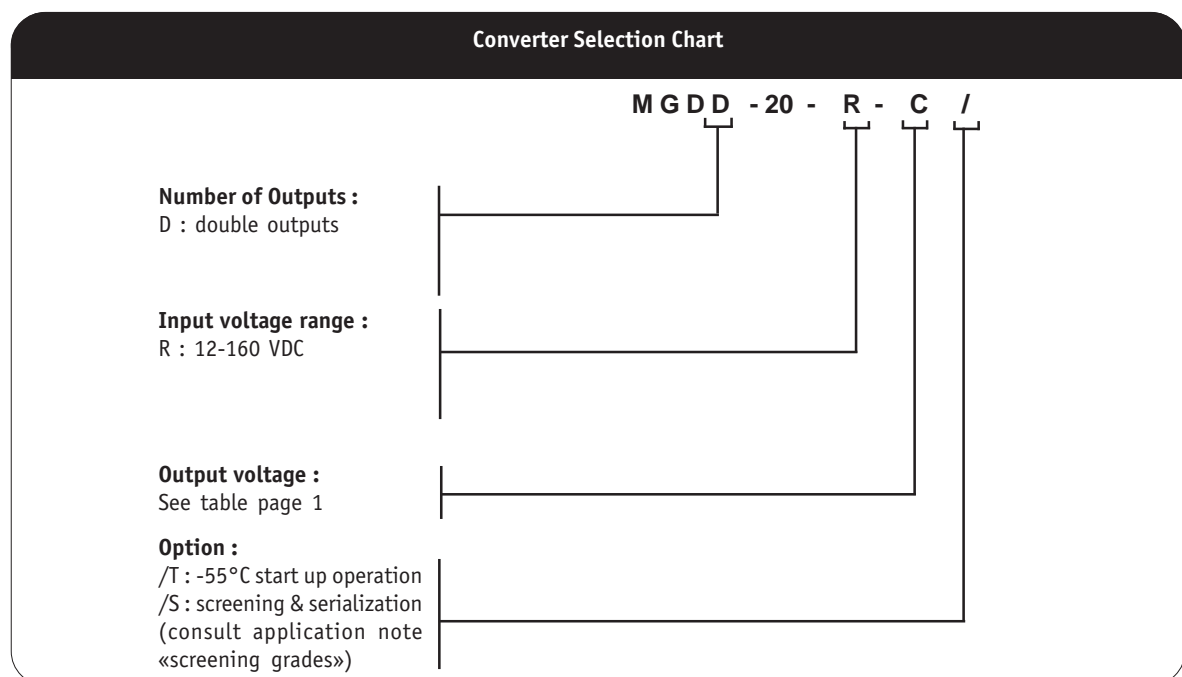 Converter Selection Chart
M G D D - 20 - R - C /
Number of Outputs :
D : double outputs
Input voltage range :
R : 12-160 VDC
Output voltage :
See table page 1
Option :
/T : -55°C start up operation
/S : screening & serialization
(consult application note
«screening grades»)